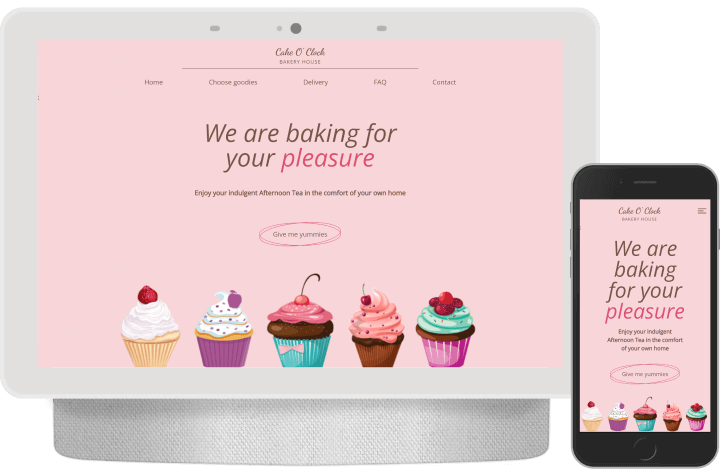 Cake O' Clock
BAKERY HOUSE
Home Choose goodies Delivery FAQ Contact
We are baking for
your pleasure
Enjoy your indulgent Afternoon Tea in the comfort of your own home
Give me yummies
Cake O' Clock
BAKERY HOUSE
We are
baking
for your
pleasure
Enjoy your indulgent
Afternoon Tea in the comfort
of your own home
Give me yummies